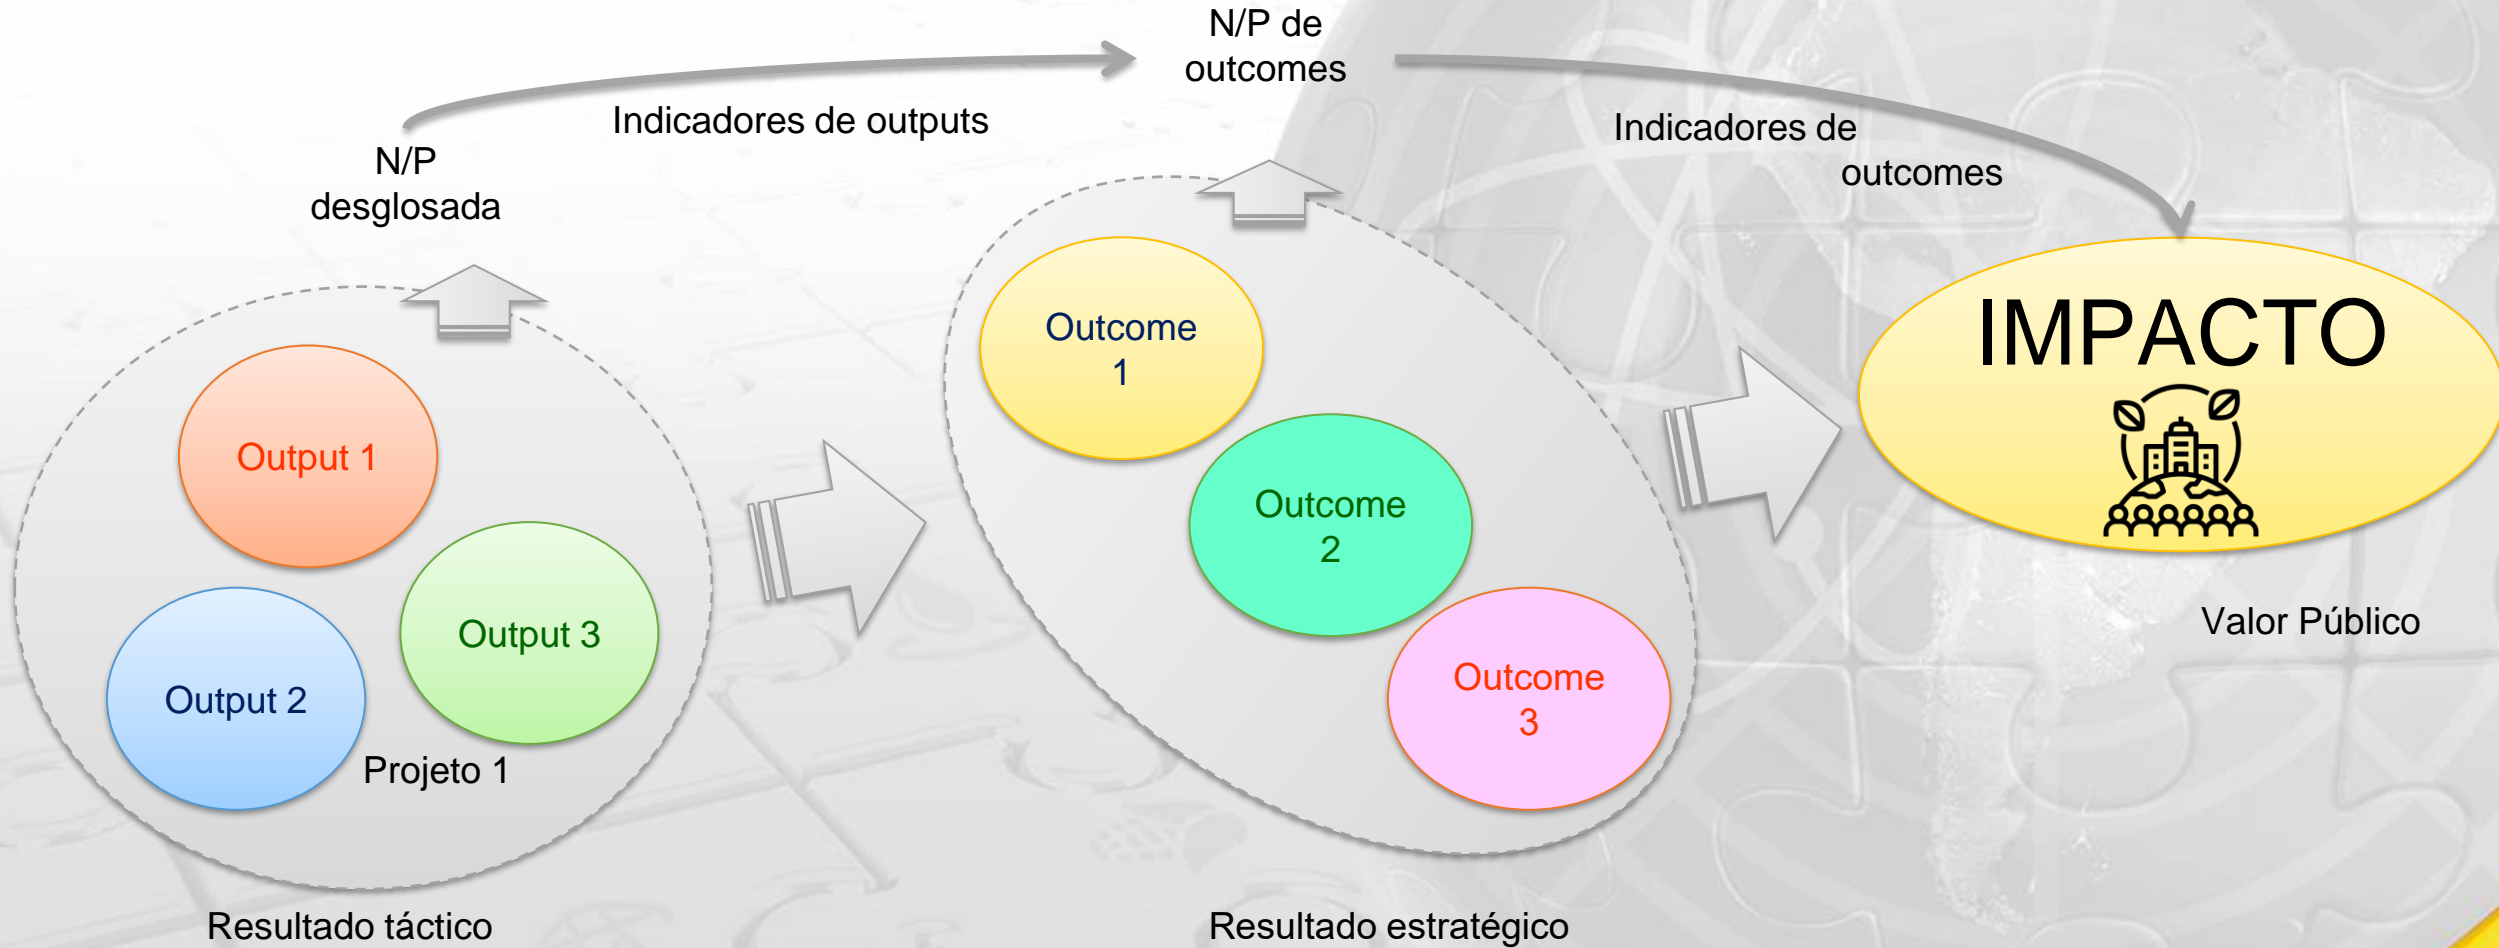 N/P de
outcomes
Indicadores de outputs
Indicadores de
outcomes
N/P
desglosada
Output 1
Output 2
Output 3
Projeto 1
Outcome
1
Outcome
2
Outcome
3
IMPACTO
Valor Público
Resultado táctico
Resultado estratégico